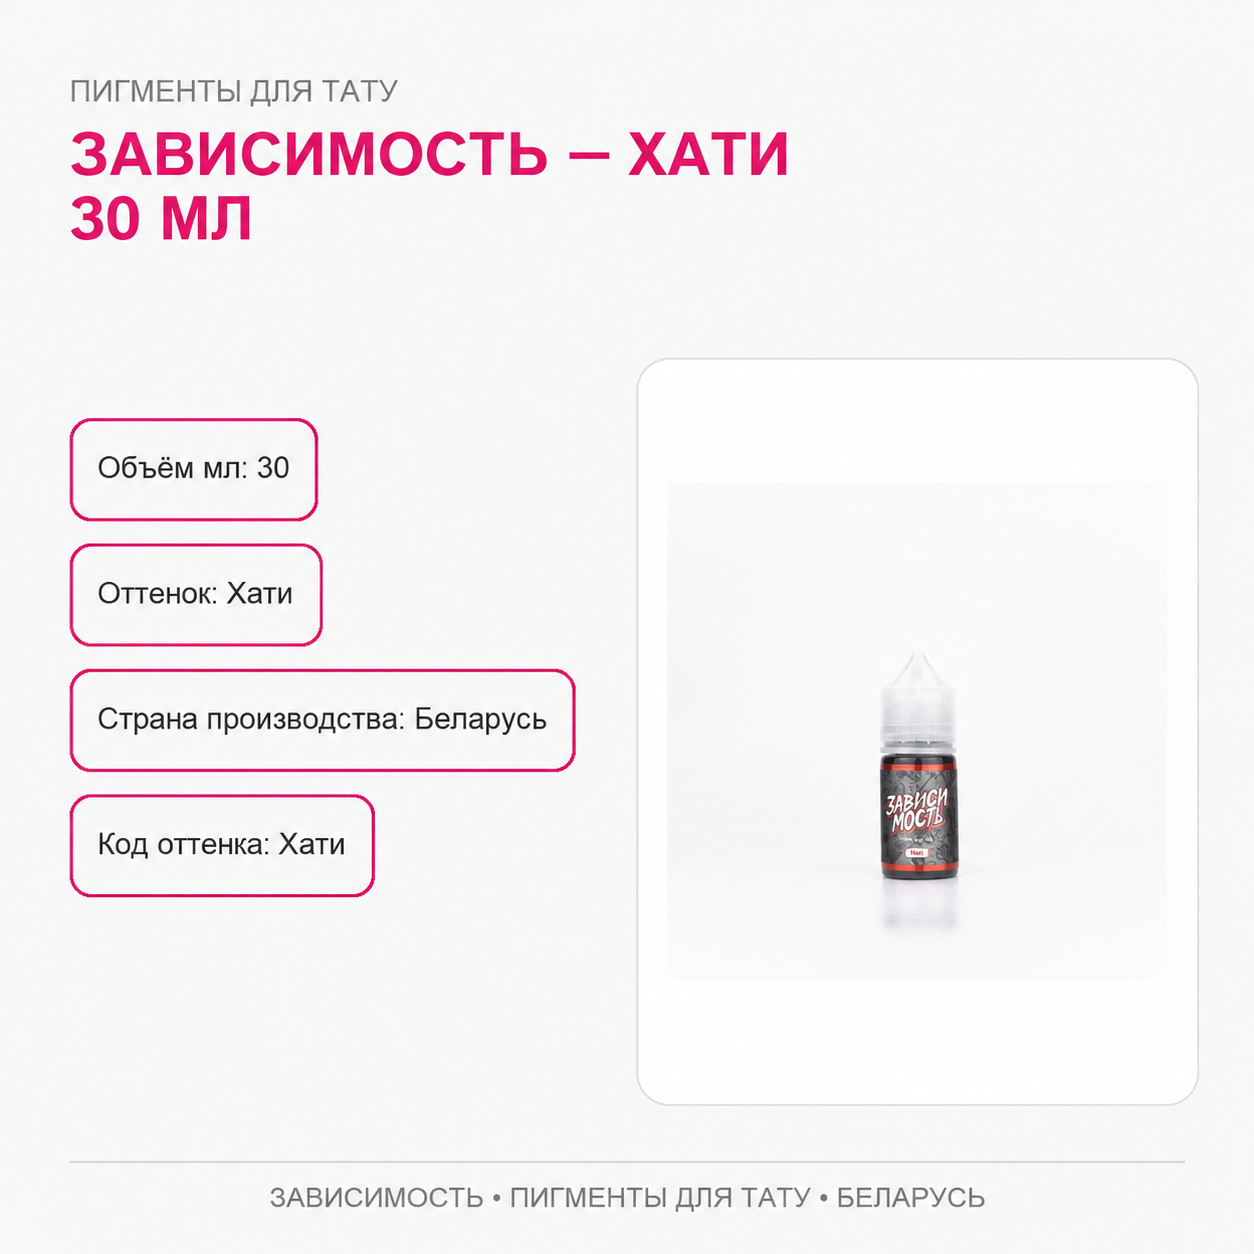 ПИГМЕНТЫ ДЛЯ ТАТУ
ЗАВИСИМОСТЬ — ХАТИ
30 МЛ
Объём мл: 30
Оттенок: Хати
Страна производства: Беларусь
Код оттенка: Хати
ЗАВИСИ
МОСТЬ
ЗАВИСИМОСТЬ • ПИГМЕНТЫ ДЛЯ ТАТУ • БЕЛАРУСЬ